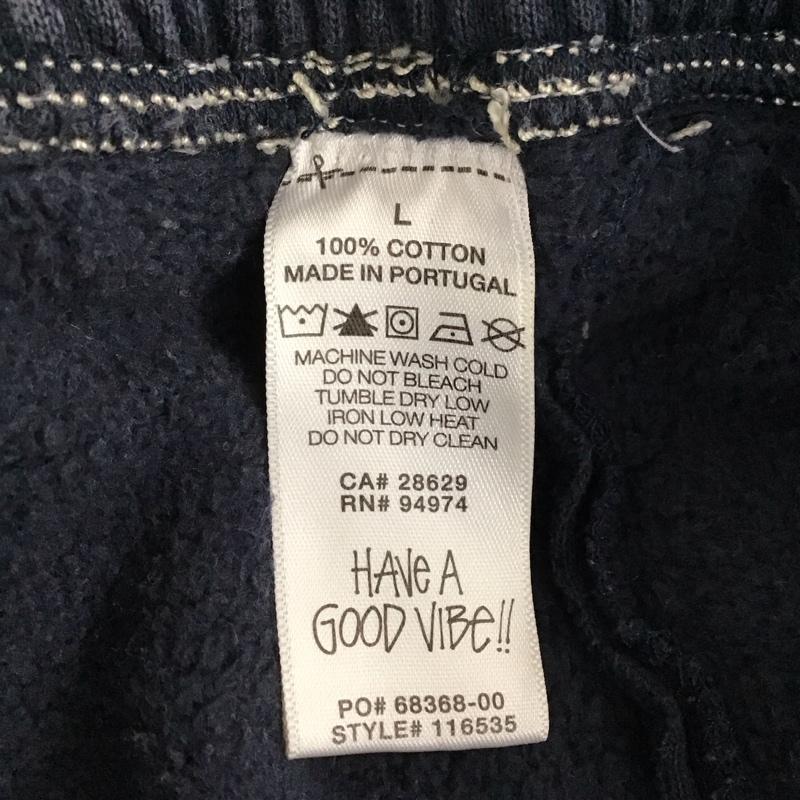 L
100% COTTON
MADE IN PORTUGAL
MACHINE WASH COLD
DO NOT BLEACH
TUMBLE DRY LOW
IRON LOW HEAT
DO NOT DRY CLEAN
CA# 28629
RN# 94974
HAVE A
GOOD VIBE!!
PO# 68368-00
STYLE# 116535